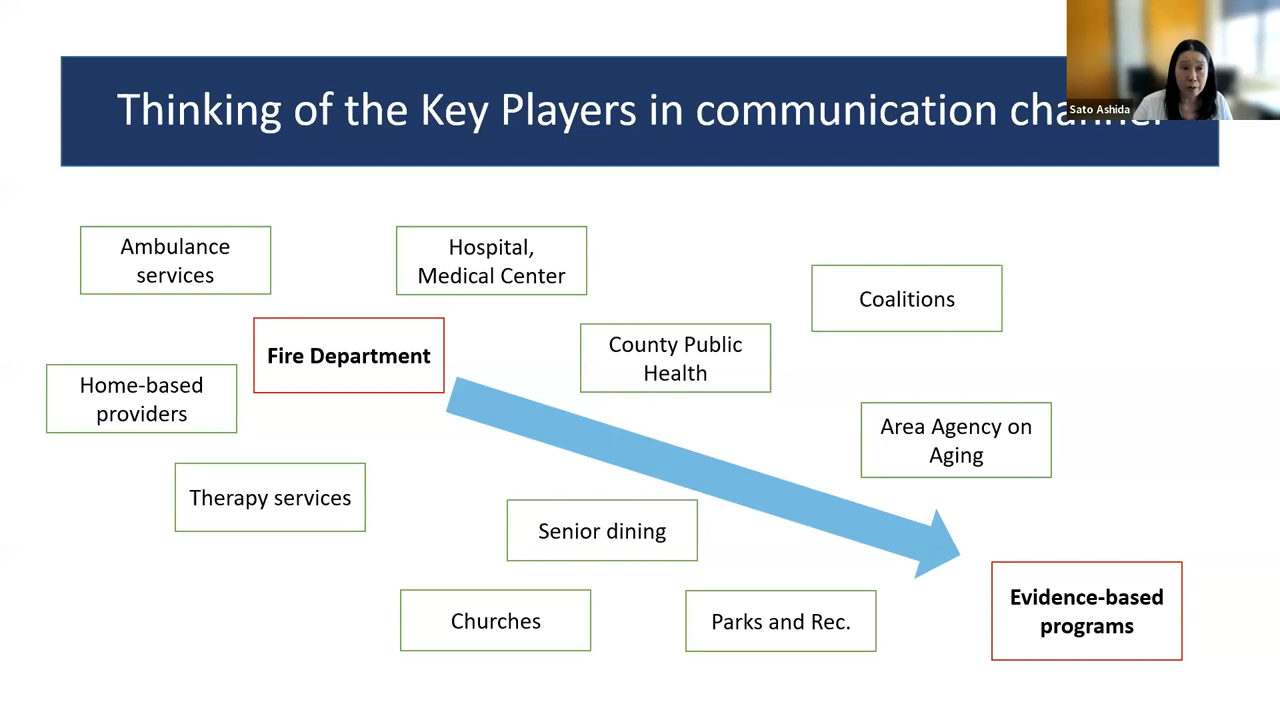 Thinking of the Key Players in communication channel
Sato Ashida
Ambulance
services
Hospital,
Medical Center
Coalitions
Fire Department
County Public
Health
Home-based
providers
Area Agency on
Aging
Therapy services
Senior dining
Churches
Parks and Rec.
Evidence-based
programs